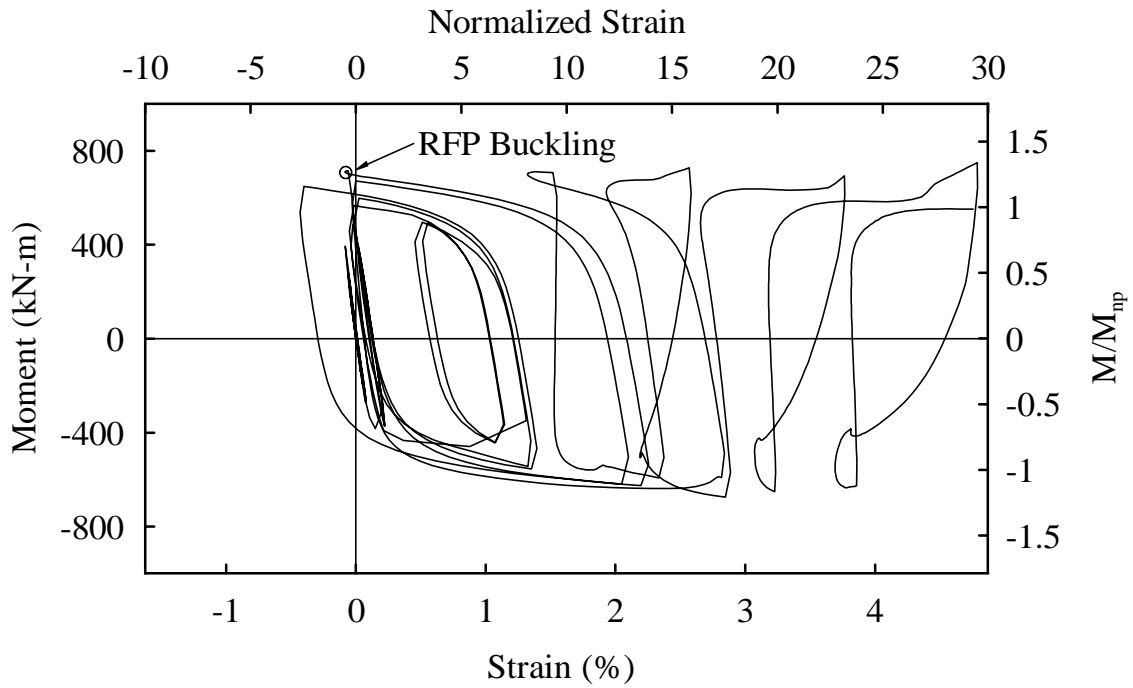 Normalized Strain
-10 -5 0 5 10 15 20 25 30
RFP Buckling
Moment (kN-m)
800
400
0
-400
-800
1.5
1
0.5
0
-0.5
-1
-1.5
M/Mnp
-1 0 1 2 3 4
Strain (%)